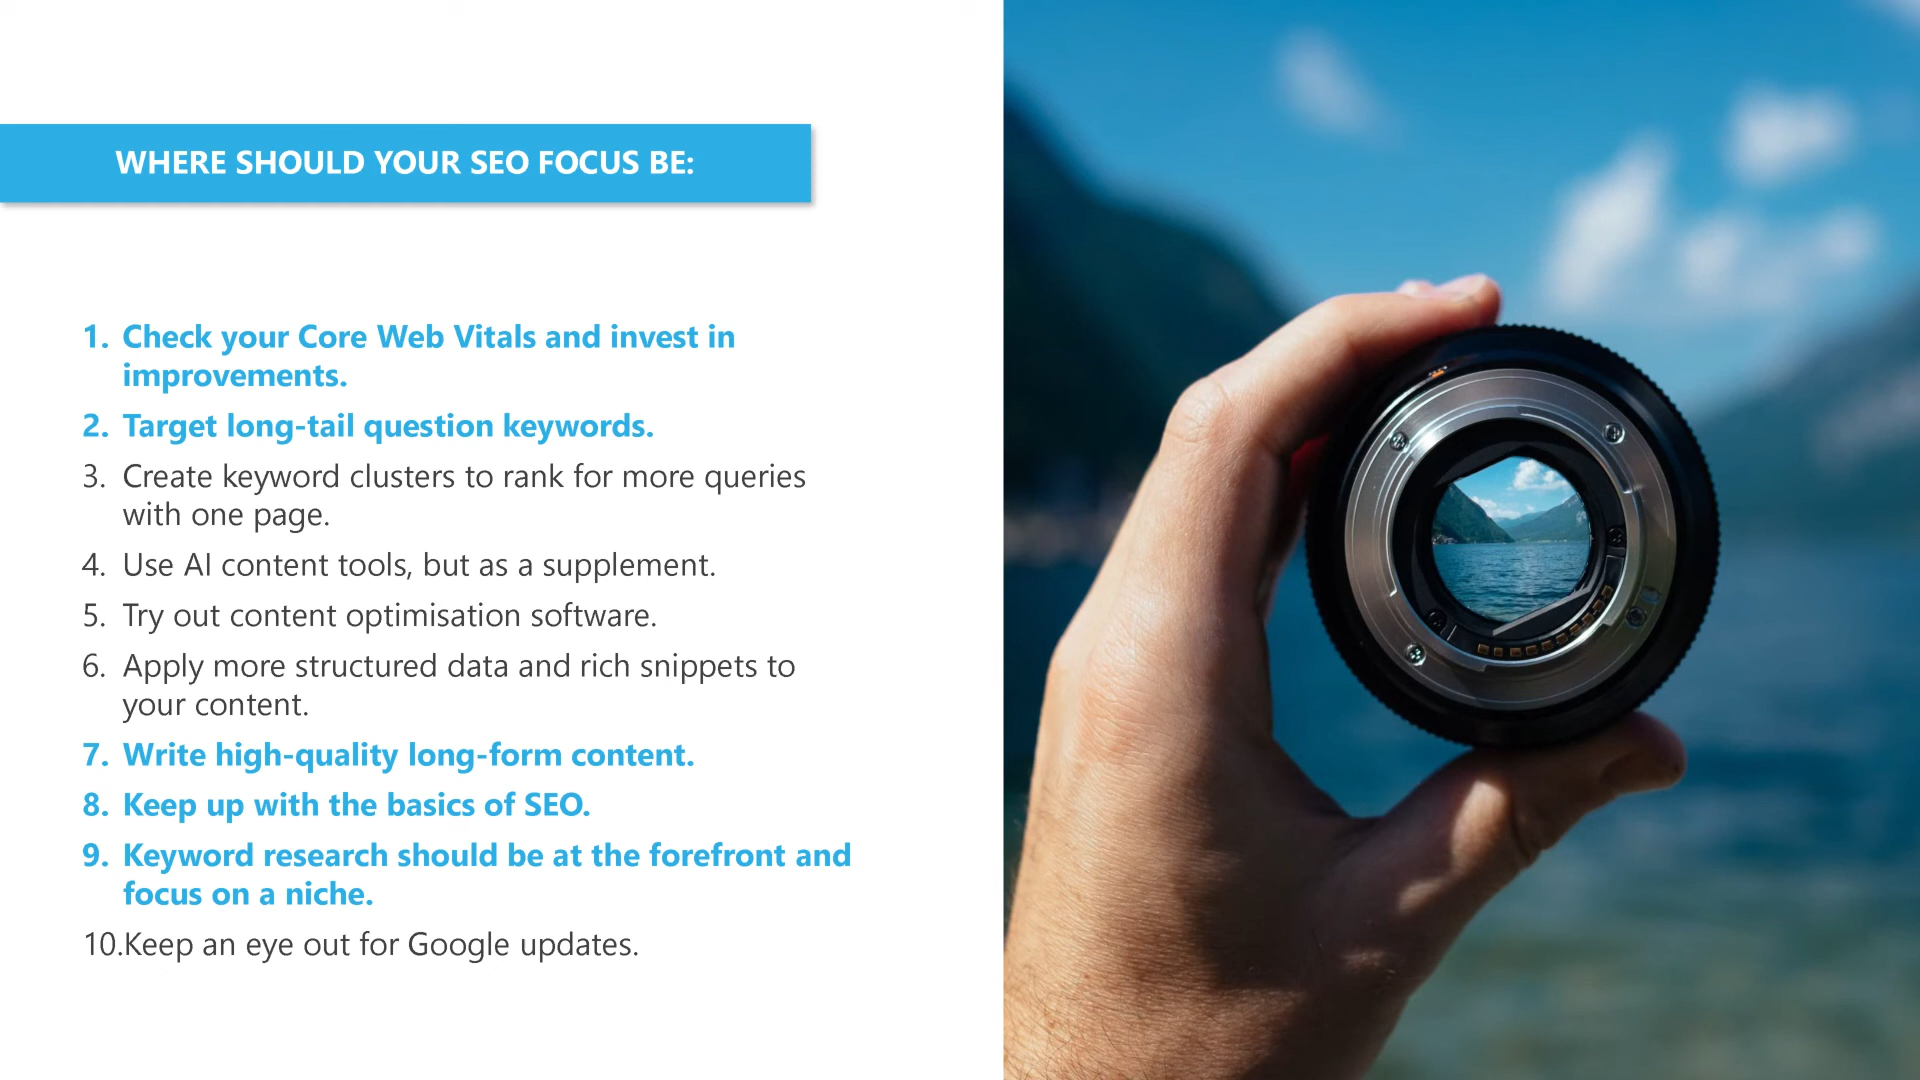 WHERE SHOULD YOUR SEO FOCUS BE:
1. Check your Core Web Vitals and invest in
improvements.
2. Target long-tail question keywords.
3. Create keyword clusters to rank for more queries
with one page.
4. Use AI content tools, but as a supplement.
5. Try out content optimisation software.
6. Apply more structured data and rich snippets to
your content.
7. Write high-quality long-form content.
8. Keep up with the basics of SEO.
9. Keyword research should be at the forefront and
focus on a niche.
10.Keep an eye out for Google updates.